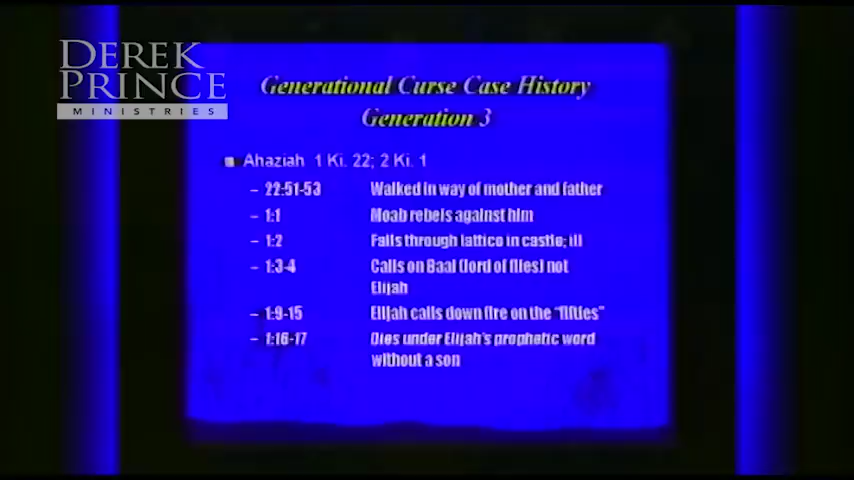 DEREK
PRINCE
MINISTRIES
Generational Curse Case History
Generation 3
Ahaziah 1 Ki. 22; 2 Ki. 1
– 22:51-53 Walked in way of mother and father
– 1:1 Moab rebels against him
– 1:2 Falls through lattice in castle; ill
– 1:3-4 Calls on Baal (lord of flies) not
Elijah
– 1:9-15 Elijah calls down fire on the "fifties"
– 1:16-17 Dies under Elijah's prophetic word
without a son